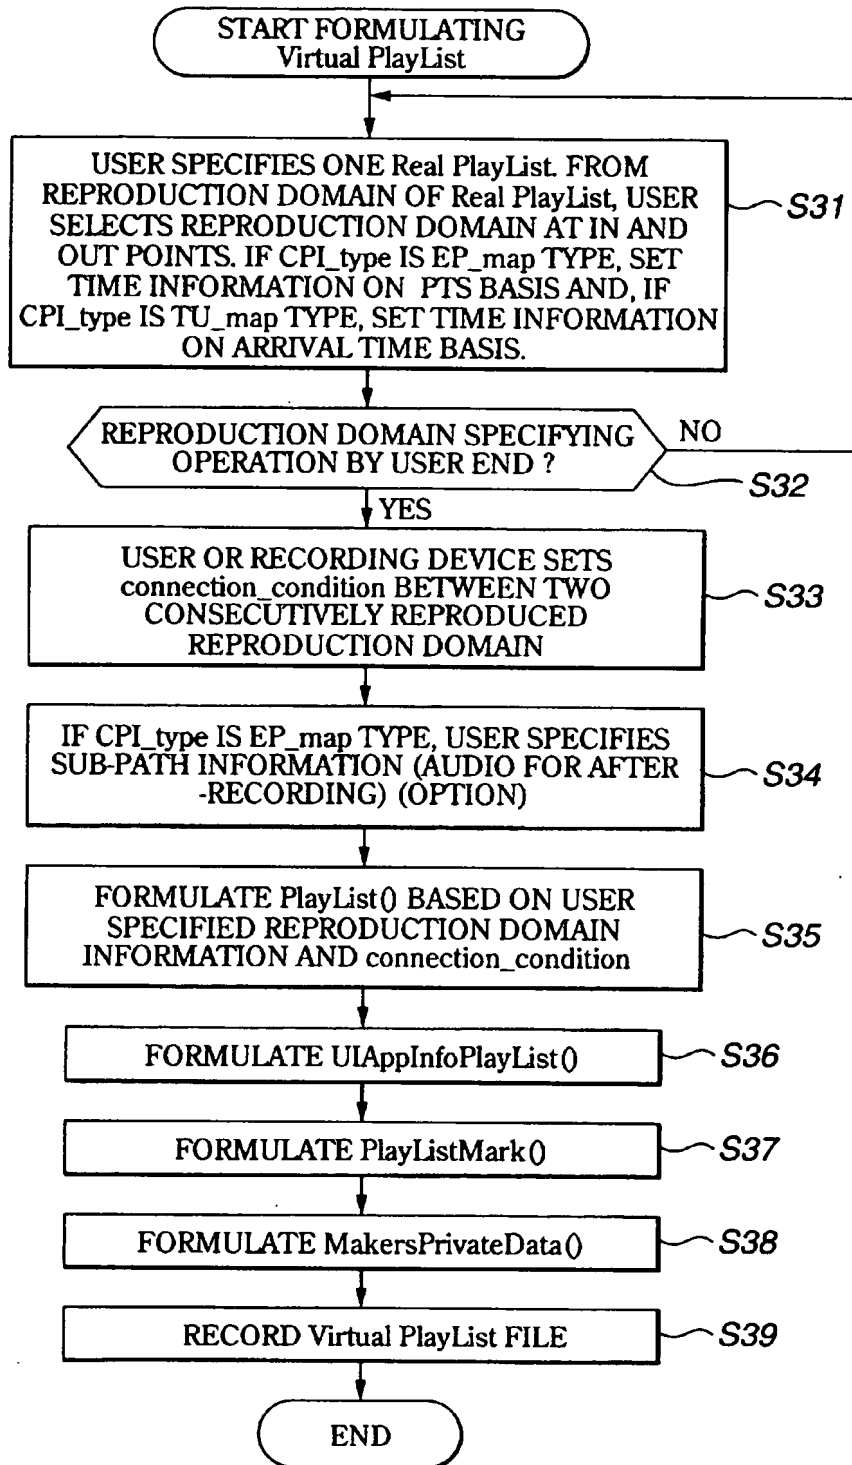 START FORMULATING
Virtual PlayList
USER SPECIFIES ONE Real PlayList. FROM
REPRODUCTION DOMAIN OF Real PlayList, USER
SELECTS REPRODUCTION DOMAIN AT IN AND
OUT POINTS. IF CPI_type IS EP_map TYPE, SET
TIME INFORMATION ON PTS BASIS AND, IF
CPI_type IS TU_map TYPE, SET TIME INFORMATION
ON ARRIVAL TIME BASIS.
S31
REPRODUCTION DOMAIN SPECIFYING
OPERATION BY USER END ?
NO
S32
YES
USER OR RECORDING DEVICE SETS
connection_condition BETWEEN TWO
CONSECUTIVELY REPRODUCED
REPRODUCTION DOMAIN
S33
IF CPI_type IS EP_map TYPE, USER SPECIFIES
SUB-PATH INFORMATION (AUDIO FOR AFTER
-RECORDING) (OPTION)
S34
FORMULATE PlayList() BASED ON USER
SPECIFIED REPRODUCTION DOMAIN
INFORMATION AND connection_condition
S35
FORMULATE UIAppInfoPlayList()
S36
FORMULATE PlayListMark()
S37
FORMULATE MakersPrivateData()
S38
RECORD Virtual PlayList FILE
S39
END